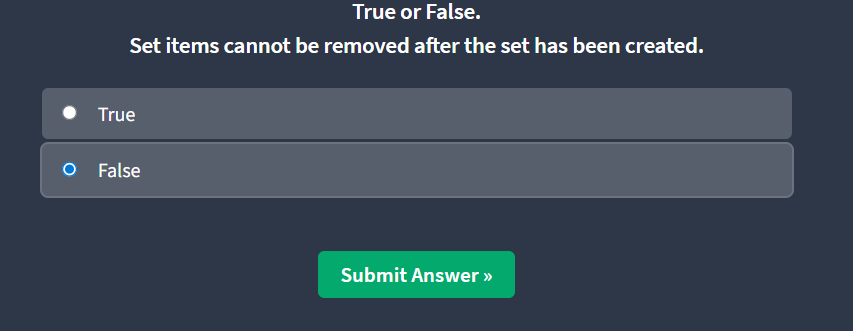 True or False.
Set items cannot be removed after the set has been created.
True
False
Submit Answer »